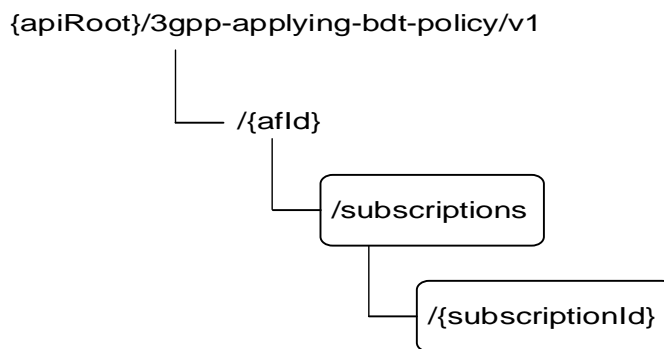 {apiRoot}/3gpp-applying-bdt-policy/v1
/{afId}
/subscriptions
/{subscriptionId}